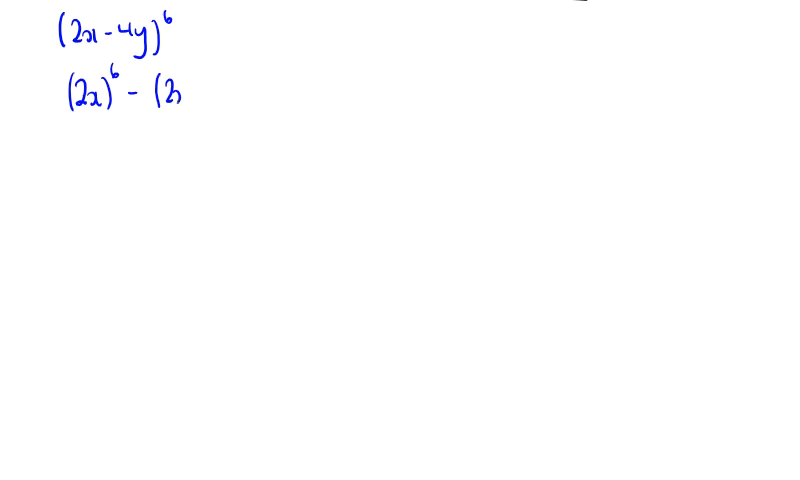 (2x - 4y)⁶
(2x)⁶ - (2